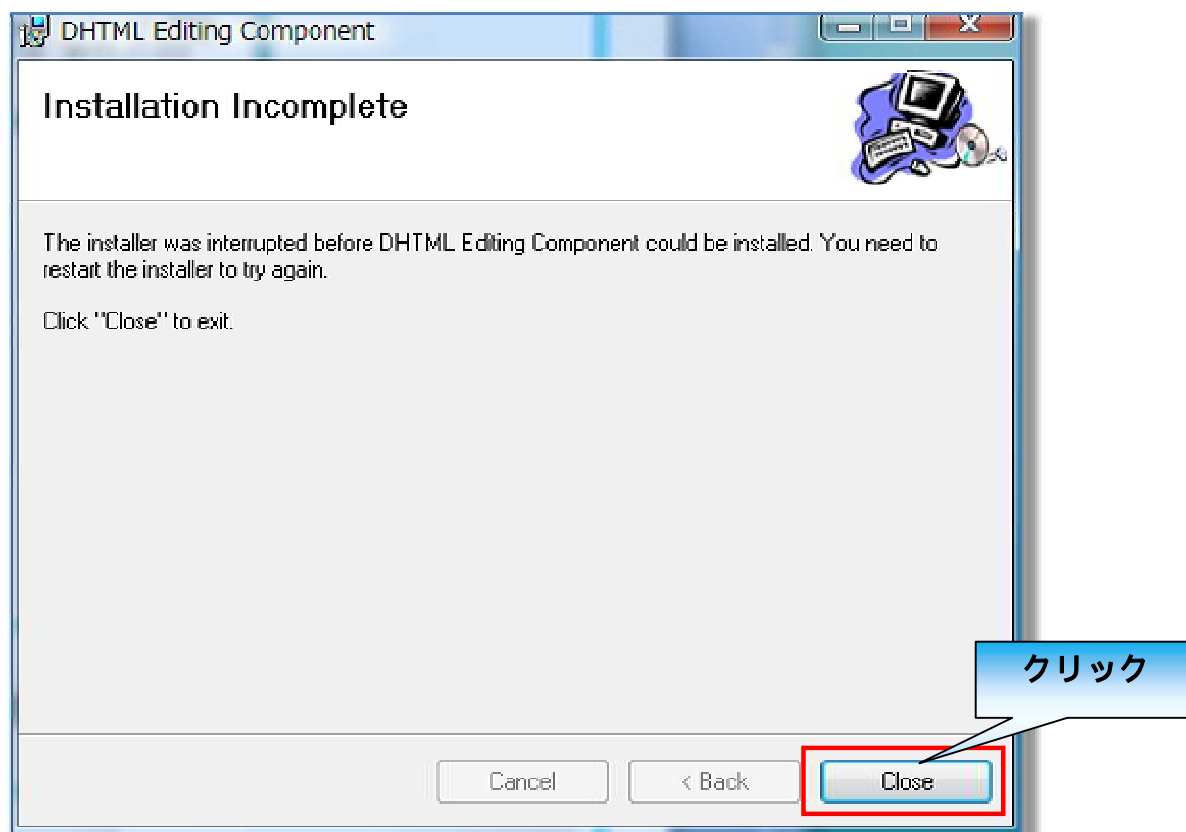 DHTML Editing Component
Installation Incomplete
The installer was interrupted before DHTML Editing Component could be installed. You need to
restart the installer to try again.
Click "Close" to exit.
クリック
Cancel
< Back
Close